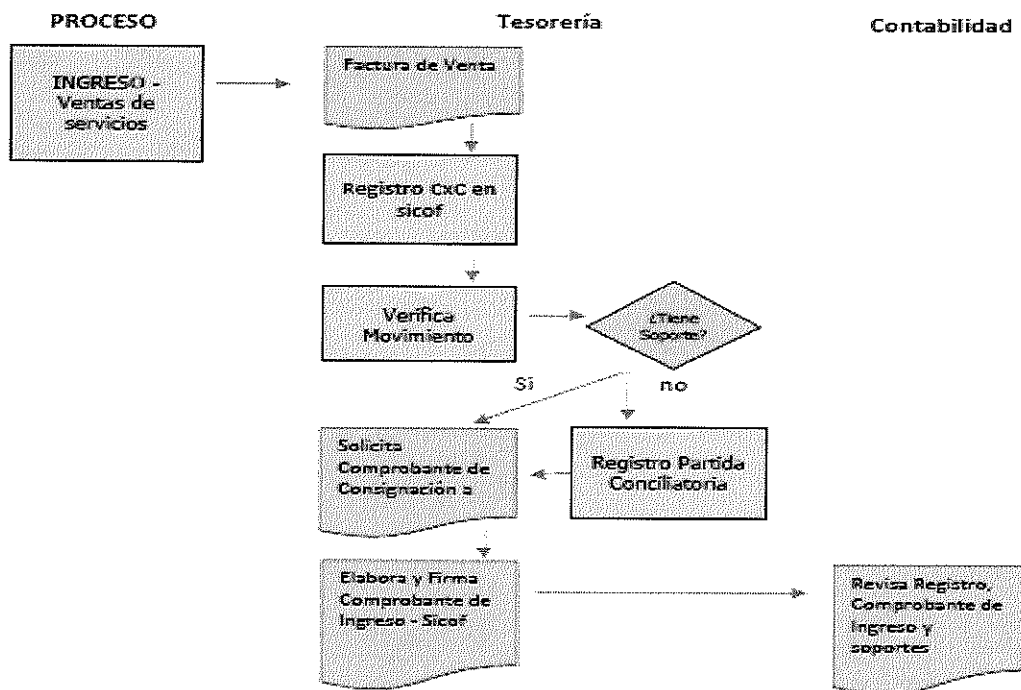 PROCESO
Tesorería
Contabilidad
INGRESO -
Ventas de
servicios
Factura de Venta
Registro CxC en
sicof
Verifica
Movimiento
¿Tiene
Soporte?
Si
no
Solicita
Comprobante de
Consignación a
Registro Partida
Conciliatoria
Elabora y Firma
Comprobante de
Ingreso - Sicof
Revisa Registro,
Comprobante de
Ingreso y
soportes